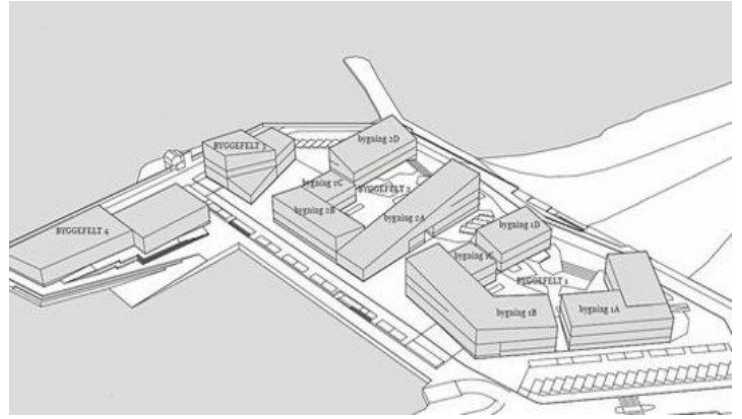 bygning 2D
BYGGEFELT 3
bygning 2C
BYGGEFELT 2
bygning 2B
bygning 2A
BYGGEFELT 4
bygning 1D
bygning 1C
BYGGEFELT 1
bygning 1B
bygning 1A